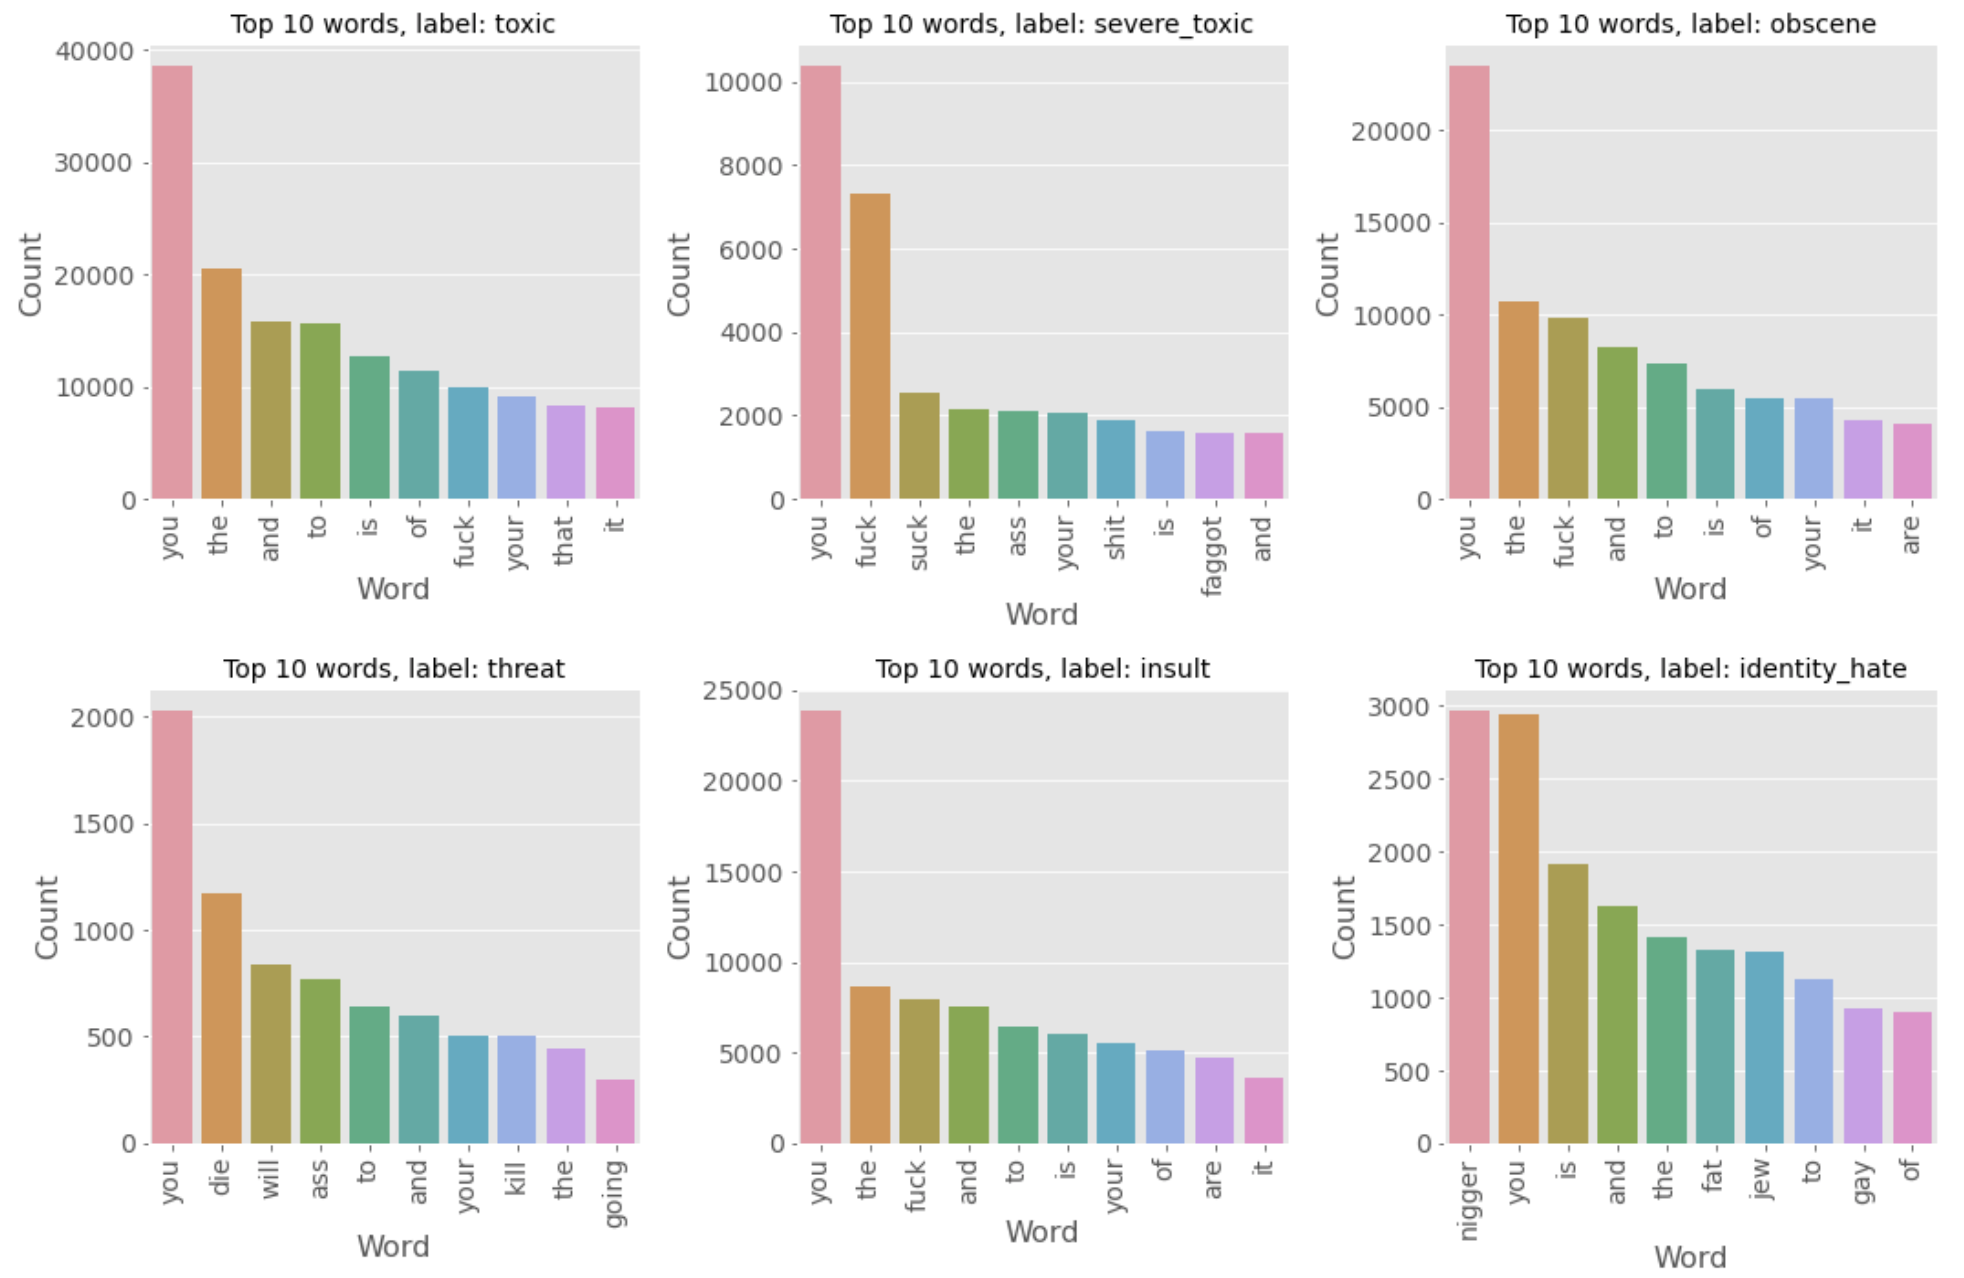 Top 10 words, label: toxic
40000
30000
20000
10000
0
Count
you the and to is of fuck your that it
Word
Top 10 words, label: severe_toxic
10000
8000
6000
4000
2000
0
Count
you fuck suck the ass your shit is faggot and
Word
Top 10 words, label: obscene
20000
15000
10000
5000
0
Count
you the fuck and to is of your it are
Word
Top 10 words, label: threat
2000
1500
1000
500
0
Count
you die will ass to and your kill the going
Word
Top 10 words, label: insult
25000
20000
15000
10000
5000
0
Count
you the fuck and to is your of are it
Word
Top 10 words, label: identity_hate
3000
2500
2000
1500
1000
500
0
Count
nigger you is and the fat jew to gay of
Word